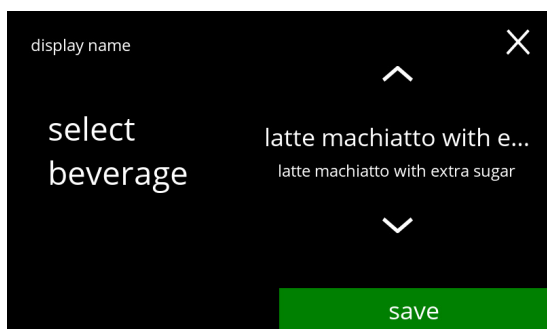 display name
select
beverage
latte machiatto with e...
latte machiatto with extra sugar
save